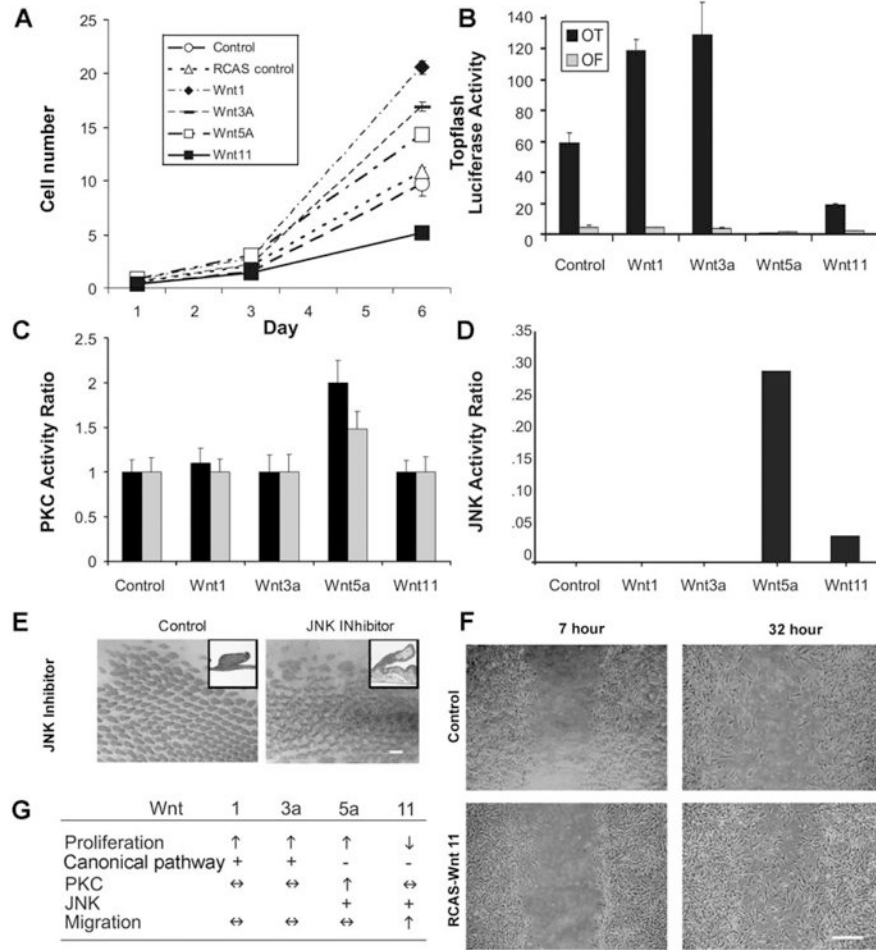 A
Control
RCAS control
Wnt1
Wnt3A
Wnt5A
Wnt11
Cell number
25
20
15
10
5
0
1 2 3 4 5 6
Day
B
OT
OF
Topflash
Luciferase Activity
140
120
100
80
60
40
20
0
Control Wnt1 Wnt3a Wnt5a Wnt11
C
PKC Activity Ratio
2.5
2
1.5
1
0.5
0
Control Wnt1 Wnt3a Wnt5a Wnt11
D
JNK Activity Ratio
.35
.30
.25
.20
.15
.10
.05
0
Control Wnt1 Wnt3a Wnt5a Wnt11
E
Control JNK INhibitor
JNK Inhibitor
F
7 hour 32 hour
Control
RCAS-Wnt 11
G
Wnt 1 3a 5a 11
Proliferation ↑ ↑ ↑ ↓
Canonical pathway + + - -
PKC ↔ ↔ ↑ ↔
JNK + +
Migration ↔ ↔ ↔ ↑